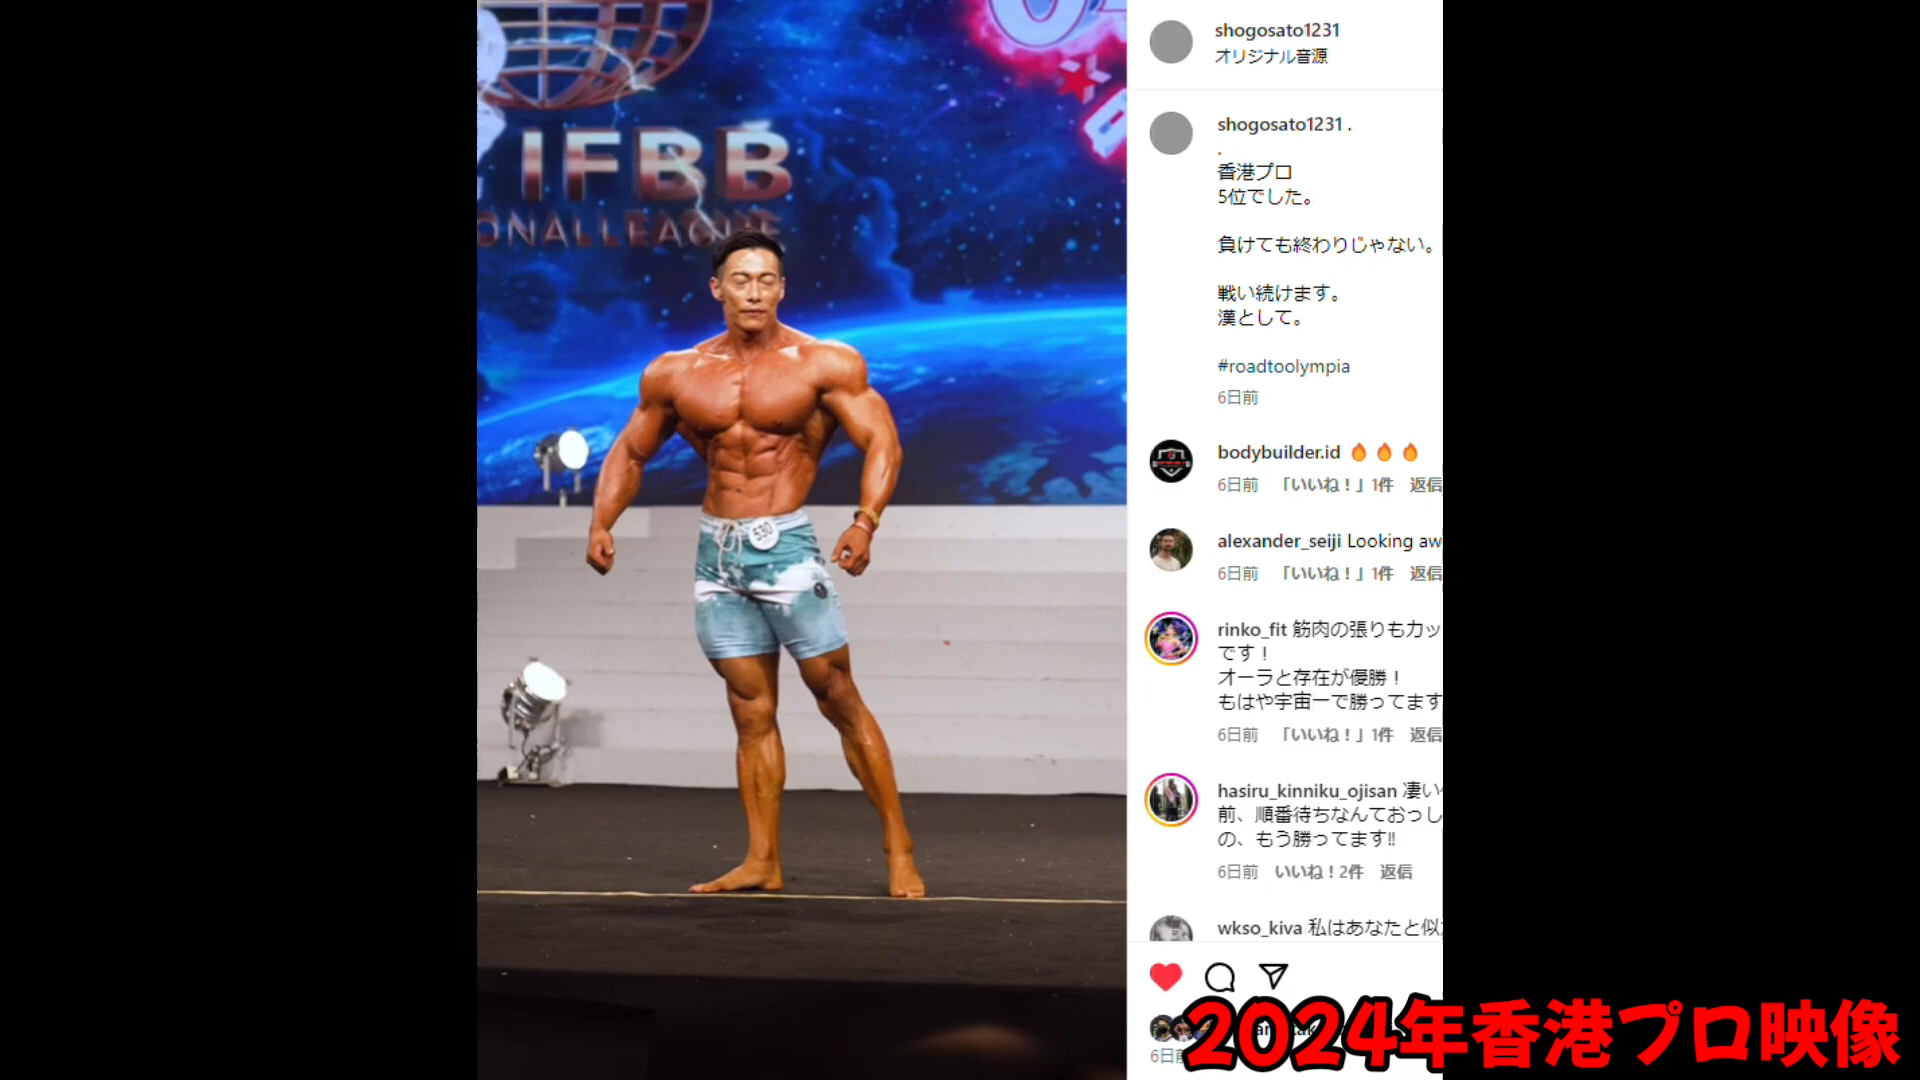 IFBB
shogosato1231
オリジナル音源
shogosato1231 .
.
香港プロ
5位でした。
負けても終わりじゃない。
戦い続けます。
漢として。
#roadtoolympia
6日前
bodybuilder.id 🔥🔥🔥
6日前 「いいね！」1件 返信
alexander_seiji Looking aw
6日前 「いいね！」1件 返信
rinko_fit 筋肉の張りもカッ
です！
オーラと存在が優勝！
もはや宇宙一で勝ってます
6日前 「いいね！」1件 返信
hasiru_kinniku_ojisan 凄い
前、順番待ちなんておっし
の、もう勝ってます‼
6日前 いいね！2件 返信
wkso_kiva 私はあなたと似
530
6日
2024年香港プロ映像